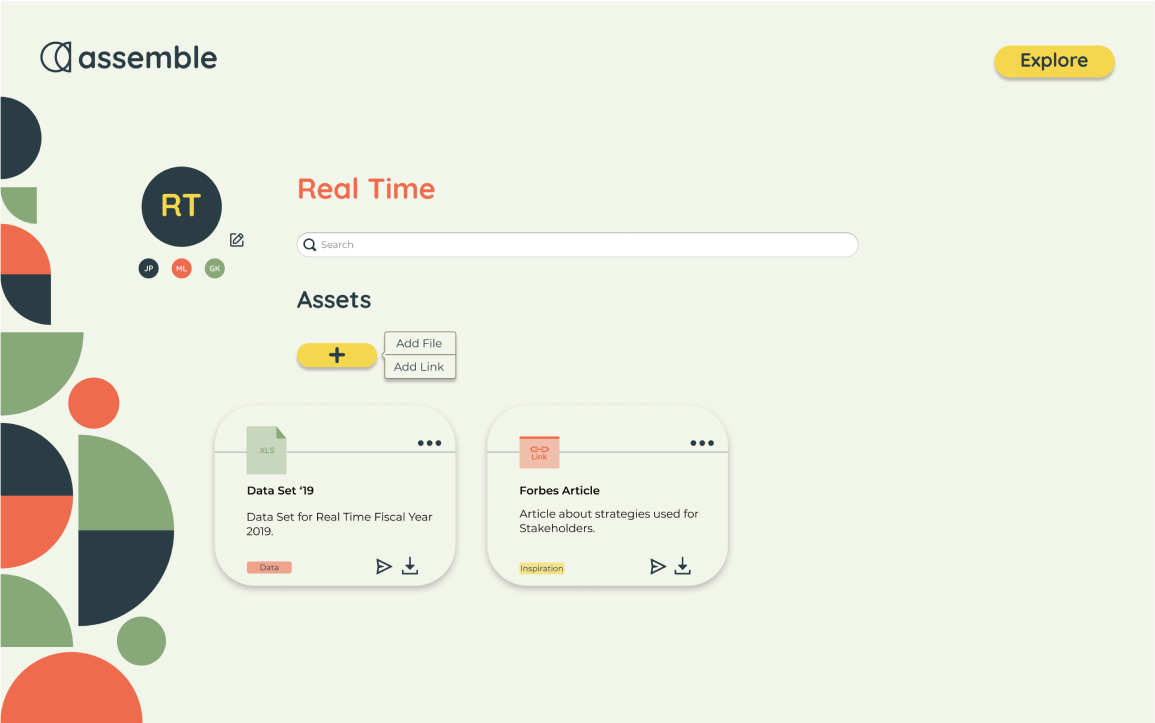 assemble
Explore
RT
Real Time
Search
JP ML GK
Assets
+
Add File
Add Link
.XLS
Data Set ‘19
Data Set for Real Time Fiscal Year
2019.
Data
Link
Forbes Article
Article about strategies used for
Stakeholders.
Inspiration